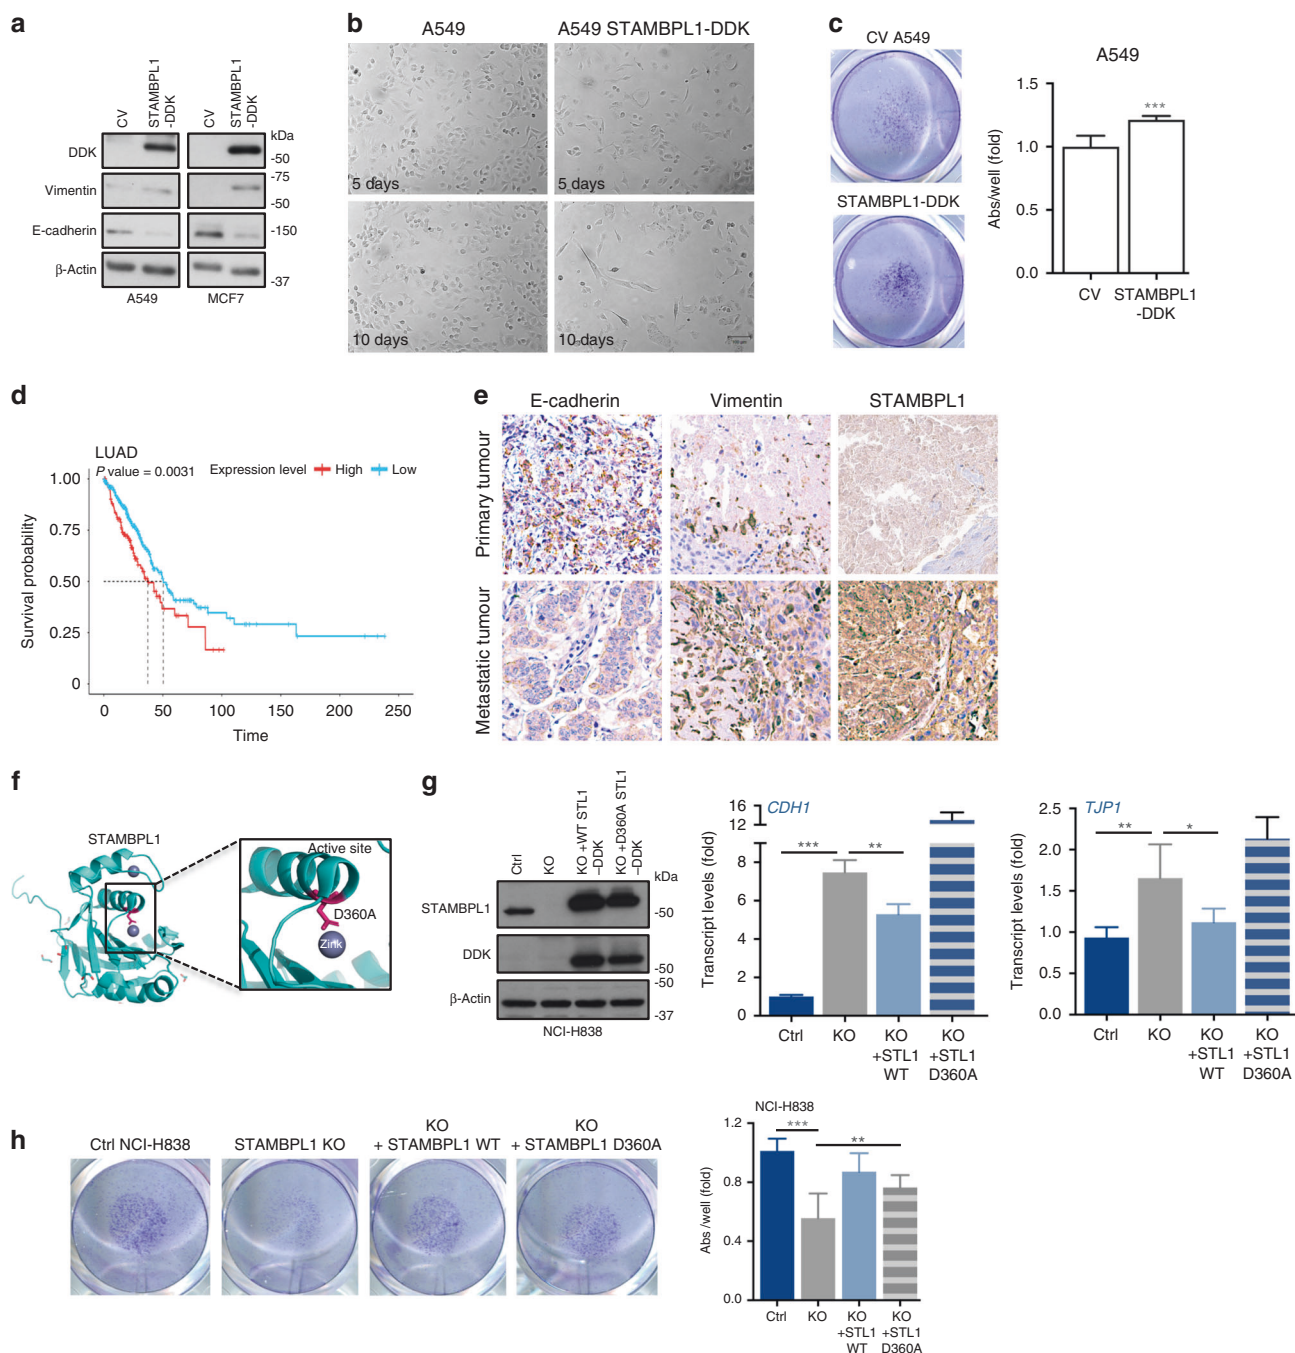 a
CV
STAMBPL1
-DDK
CV
STAMBPL1
-DDK
kDa
DDK
-50
Vimentin
-75
-50
E-cadherin
-150
β-Actin
-37
A549
MCF7
b
A549
A549 STAMBPL1-DDK
5 days
5 days
10 days
10 days
c
CV A549
STAMBPL1-DDK
A549
Abs/well (fold)
1.5
1.0
0.5
0.0
***
CV
STAMBPL1
-DDK
d
LUAD
P value = 0.0031
Expression level
High
Low
Survival probability
1.00
0.75
0.50
0.25
0
0
50
100
150
200
250
Time
e
E-cadherin
Vimentin
STAMBPL1
Primary tumour
Metastatic tumour
f
STAMBPL1
Active site
D360A
Zink
g
Ctrl
KO
KO +WT STL1
-DDK
KO +D360A STL1
-DDK
kDa
STAMBPL1
-50
DDK
-50
-50
β-Actin
-37
NCI-H838
CDH1
Transcript levels (fold)
16
12
8
6
4
2
0
***
**
Ctrl
KO
KO
+STL1
WT
KO
+STL1
D360A
TJP1
Transcript levels (fold)
2.5
2.0
1.5
1.0
0.5
0.0
**
*
Ctrl
KO
KO
+STL1
WT
KO
+STL1
D360A
h
Ctrl NCI-H838
STAMBPL1 KO
KO
+ STAMBPL1 WT
KO
+ STAMBPL1 D360A
NCI-H838
Abs /well (fold)
1.2
0.8
0.4
0.0
***
**
Ctrl
KO
KO
+STL1
WT
KO
+STL1
D360A